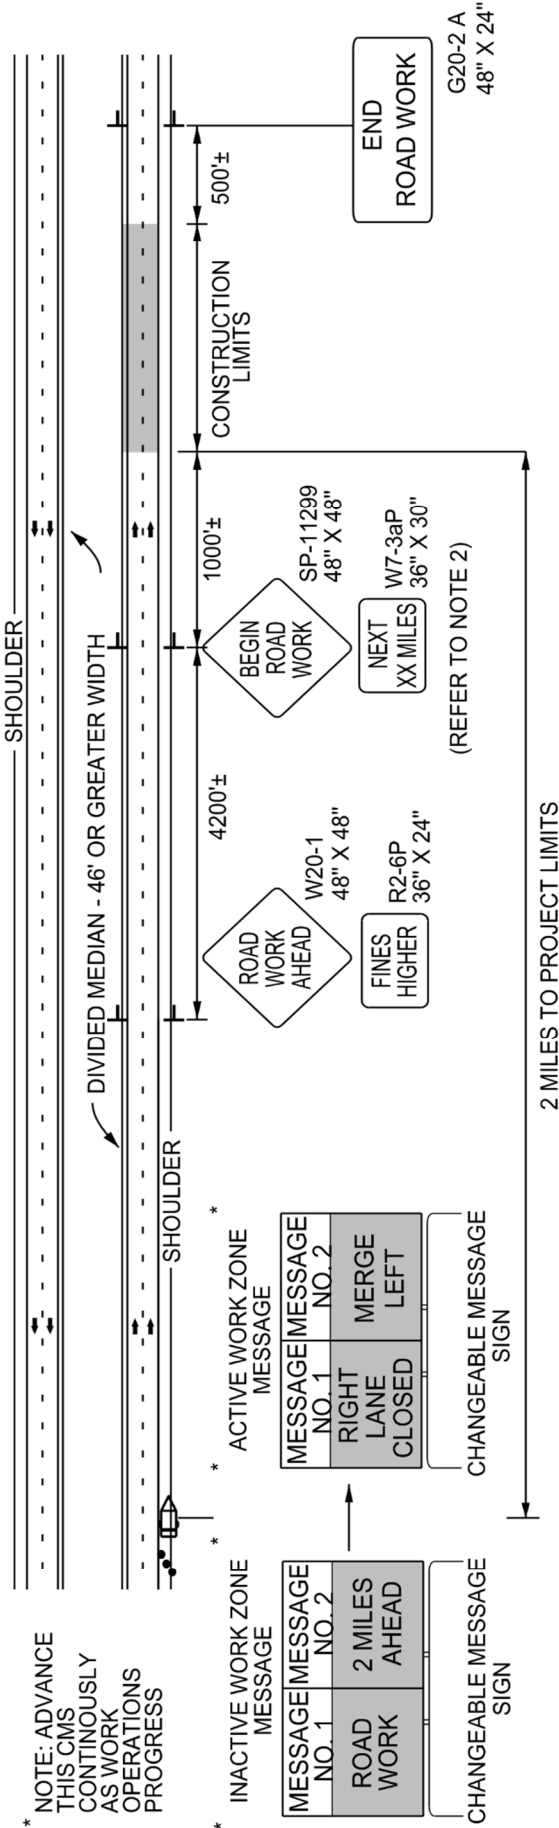 SHOULDER
DIVIDED MEDIAN - 46' OR GREATER WIDTH
SHOULDER
* NOTE: ADVANCE
THIS CMS
CONTINOUSLY
AS WORK
OPERATIONS
PROGRESS
4200'±
1000'±
CONSTRUCTION
LIMITS
500'±
* INACTIVE WORK ZONE *
MESSAGE
MESSAGE
NO. 1
MESSAGE
NO. 2
ROAD
WORK
2 MILES
AHEAD
CHANGEABLE MESSAGE
SIGN
* ACTIVE WORK ZONE *
MESSAGE
MESSAGE
NO. 1
MESSAGE
NO. 2
RIGHT
LANE
CLOSED
MERGE
LEFT
CHANGEABLE MESSAGE
SIGN
ROAD
WORK
AHEAD
W20-1
48" X 48"
FINES
HIGHER
R2-6P
36" X 24"
BEGIN
ROAD
WORK
SP-11299
48" X 48"
NEXT
XX MILES
W7-3aP
36" X 30"
(REFER TO NOTE 2)
END
ROAD WORK
G20-2 A
48" X 24"
2 MILES TO PROJECT LIMITS